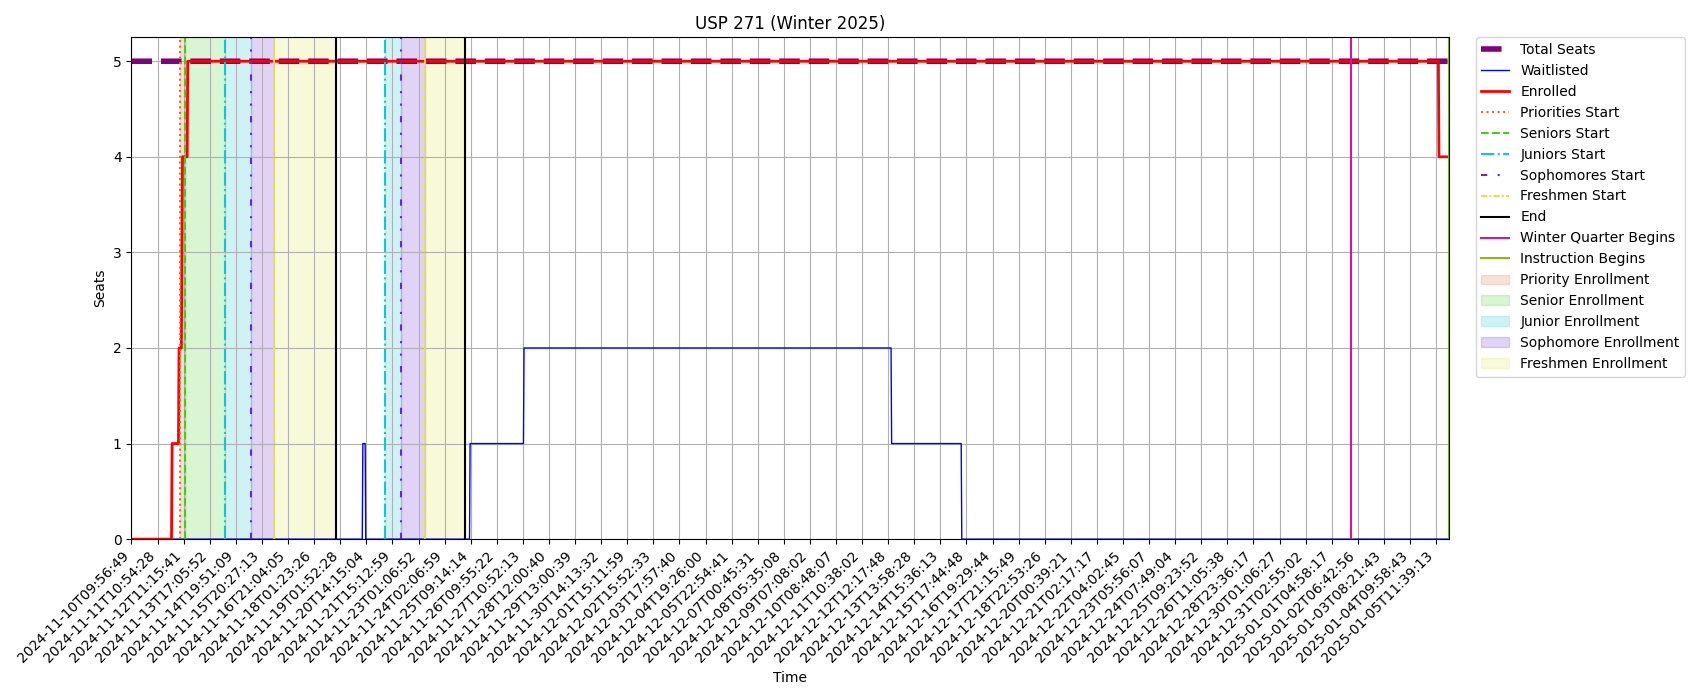 USP 271 (Winter 2025)
Seats
5
4
3
2
1
0
2024-11-10T09:56:49
2024-11-11T10:54:28
2024-11-12T11:15:41
2024-11-13T17:05:52
2024-11-14T19:51:09
2024-11-15T20:27:13
2024-11-16T21:04:05
2024-11-18T01:23:26
2024-11-19T01:52:28
2024-11-20T14:15:04
2024-11-21T15:12:59
2024-11-24T01:06:52
2024-11-24T02:06:59
2024-11-25T09:14:14
2024-11-26T09:55:22
2024-11-27T10:52:13
2024-11-28T12:00:40
2024-11-29T13:00:39
2024-11-30T14:13:32
2024-12-01T15:11:59
2024-12-02T15:52:33
2024-12-03T17:57:40
2024-12-04T19:26:00
2024-12-05T22:54:41
2024-12-07T00:45:31
2024-12-08T05:35:08
2024-12-09T07:08:02
2024-12-10T08:48:07
2024-12-11T10:38:02
2024-12-12T12:17:48
2024-12-13T13:58:28
2024-12-14T15:36:13
2024-12-15T17:44:48
2024-12-16T19:29:44
2024-12-17T21:15:49
2024-12-18T22:53:26
2024-12-20T00:39:21
2024-12-21T02:17:17
2024-12-22T04:02:45
2024-12-23T05:56:07
2024-12-24T07:49:04
2024-12-25T09:23:52
2024-12-26T11:05:38
2024-12-28T23:36:17
2024-12-30T01:06:27
2024-12-31T02:55:02
2025-01-01T04:58:17
2025-01-02T06:42:56
2025-01-03T08:21:43
2025-01-04T09:58:43
2025-01-05T11:39:13
Time
Total Seats
Waitlisted
Enrolled
Priorities Start
Seniors Start
Juniors Start
Sophomores Start
Freshmen Start
End
Winter Quarter Begins
Instruction Begins
Priority Enrollment
Senior Enrollment
Junior Enrollment
Sophomore Enrollment
Freshmen Enrollment